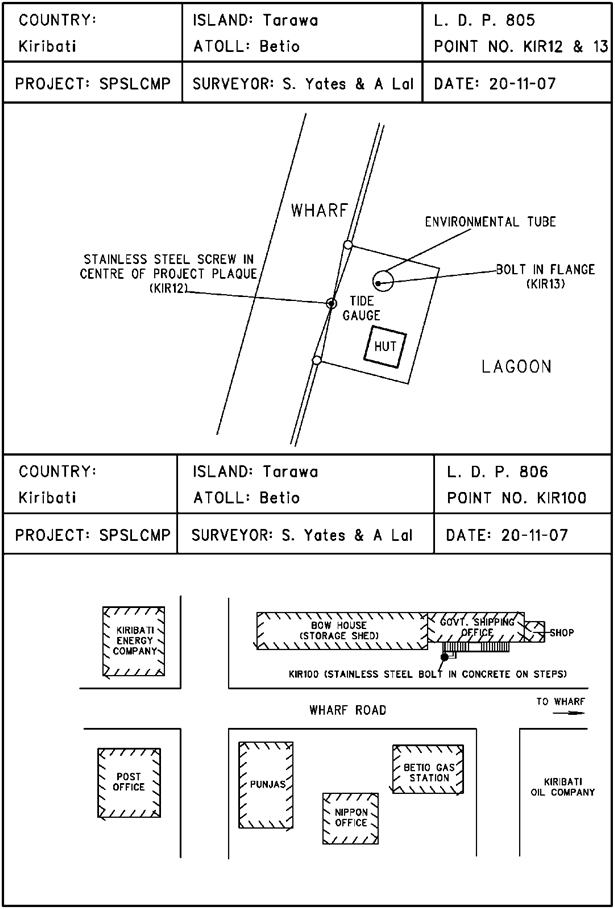 COUNTRY:
Kiribati
ISLAND: Tarawa
ATOLL: Betio
L. D. P. 805
POINT NO. KIR12 & 13
PROJECT: SPSLCMP
SURVEYOR: S. Yates & A Lal
DATE: 20-11-07
WHARF
ENVIRONMENTAL TUBE
STAINLESS STEEL SCREW IN
CENTRE OF PROJECT PLAQUE
(KIR12)
BOLT IN FLANGE
(KIR13)
TIDE
GAUGE
HUT
LAGOON
COUNTRY:
Kiribati
ISLAND: Tarawa
ATOLL: Betio
L. D. P. 806
POINT NO. KIR100
PROJECT: SPSLCMP
SURVEYOR: S. Yates & A Lal
DATE: 20-11-07
KIRIBATI
ENERGY
COMPANY
BOW HOUSE
(STORAGE SHED)
GOVT. SHIPPING
OFFICE
SHOP
KIR100 (STAINLESS STEEL BOLT IN CONCRETE ON STEPS)
WHARF ROAD
TO WHARF
POST
OFFICE
PUNJAS
NIPPON
OFFICE
BETIO GAS
STATION
KIRIBATI
OIL COMPANY